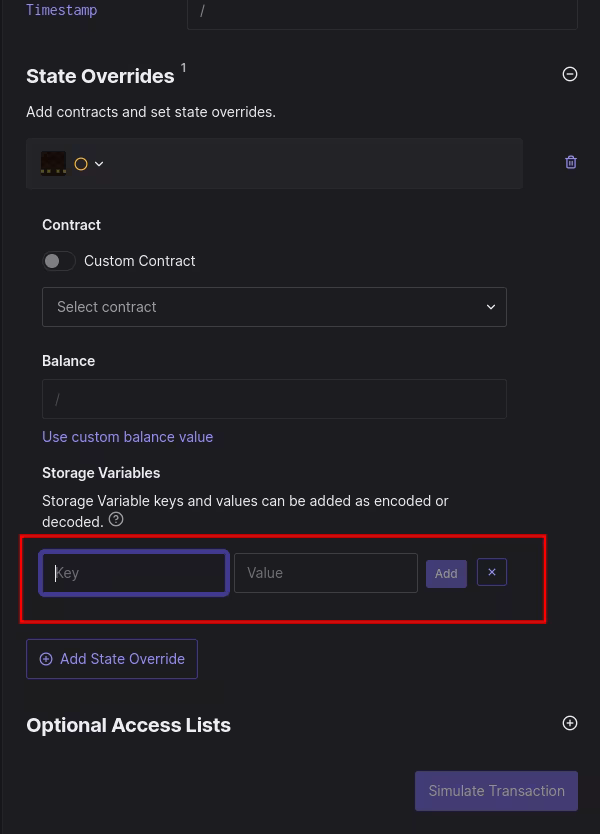 Timestamp
/
State Overrides 1
Add contracts and set state overrides.
Contract
Custom Contract
Select contract
Balance
/
Use custom balance value
Storage Variables
Storage Variable keys and values can be added as encoded or
decoded. ?
Key Value Add ×
Add State Override
Optional Access Lists
Simulate Transaction